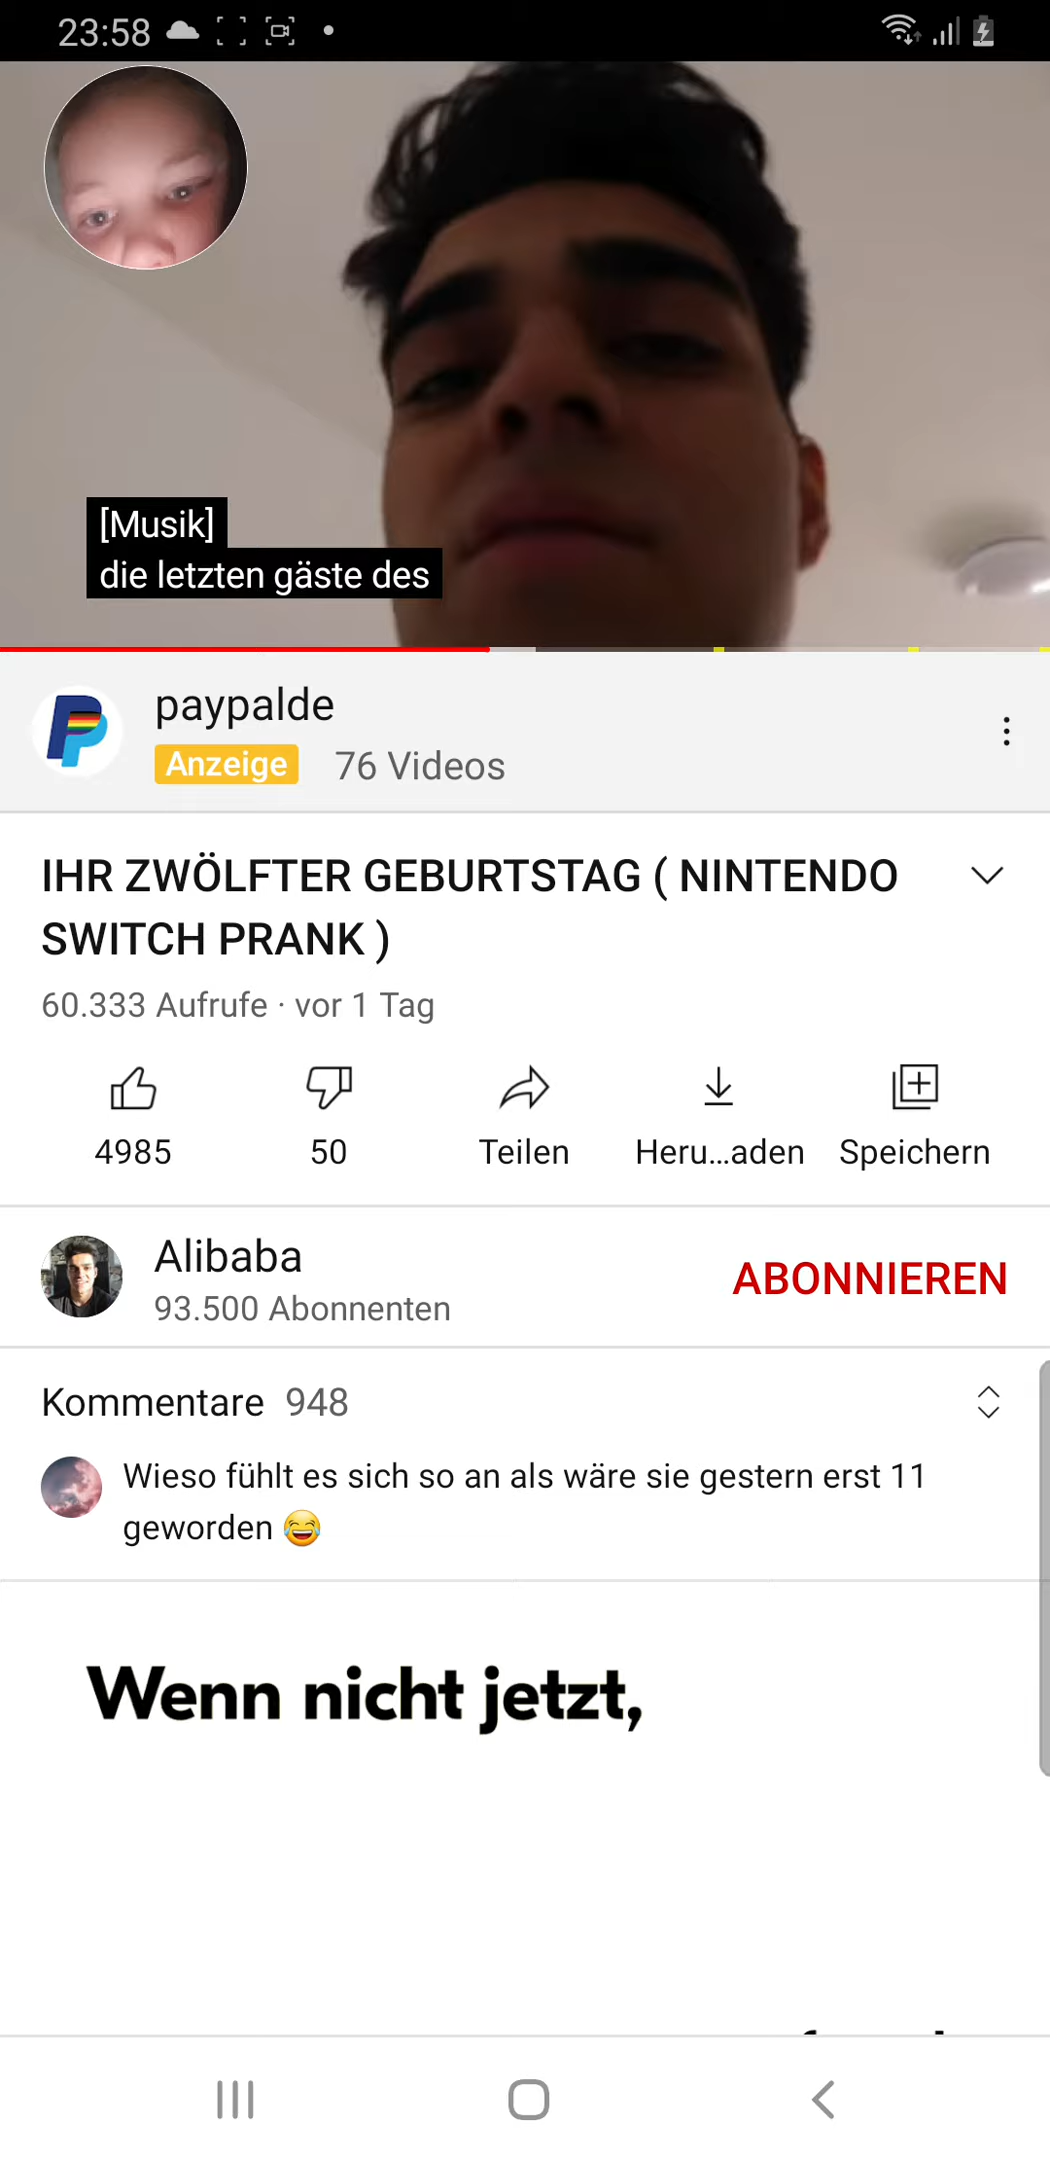 23:58
[Musik]
die letzten gäste des
paypalde
Anzeige 76 Videos
IHR ZWÖLFTER GEBURTSTAG ( NINTENDO
SWITCH PRANK )
60.333 Aufrufe · vor 1 Tag
4985 50 Teilen Heru...aden Speichern
Alibaba
93.500 Abonnenten
ABONNIEREN
Kommentare 948
Wieso fühlt es sich so an als wäre sie gestern erst 11
geworden 😂
Wenn nicht jetzt,